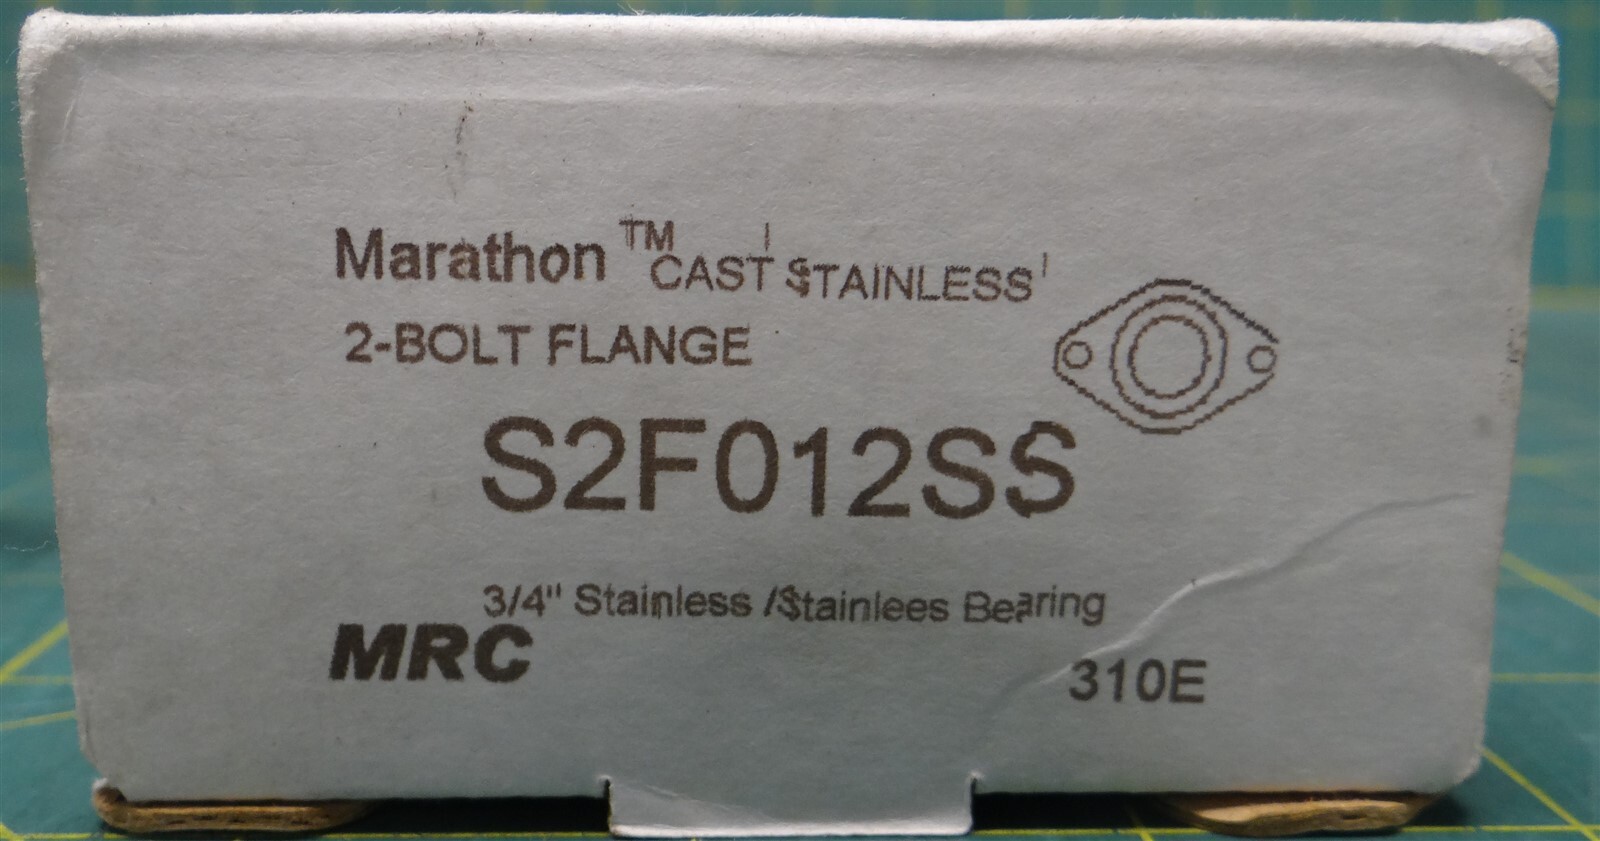 Marathon™ CAST STAINLESS
2-BOLT FLANGE
S2F012SS
3/4" Stainless /Stainlees Bearing
MRC
310E